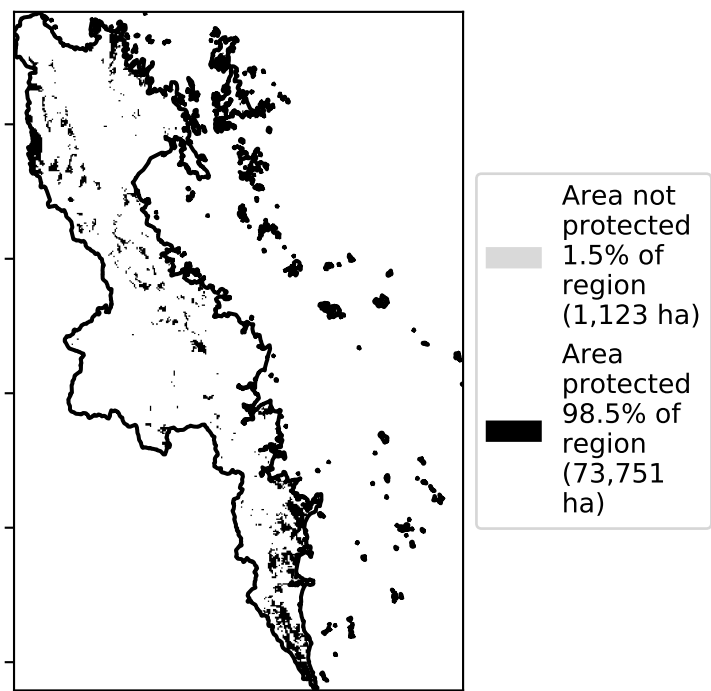 Area not
protected
1.5% of
region
(1,123 ha)
Area
protected
98.5% of
region
(73,751
ha)